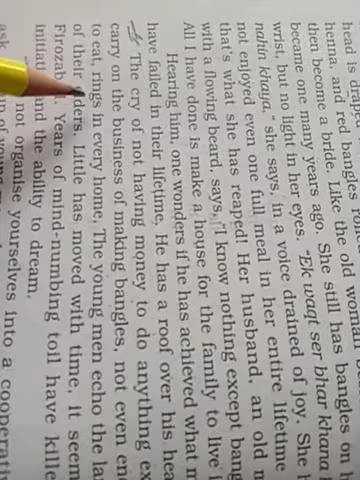 head is
henna, and red bangles
then become a bride. Like the old woman
became one many years ago. She still has bangles on h
wrist, but no light in her eyes. "Ek waqt ser bhar khana
nahin khaya," she says, in a voice drained of joy. She
not enjoyed even one full meal in her entire lifetime
that's what she has reaped! Her husband, an old m
with a flowing beard, says, "I know nothing except bang
All I have done is make a house for the family to live i
Hearing him, one wonders if he has achieved what m
have failed in their lifetime. He has a roof over his hea
The cry of not having money to do anything ex
carry on the business of making bangles, not even en
to eat, rings in every home. The young men echo the la
of their ders. Little has moved with time, it seem
Firozab Years of mind-numbing toil have kille
initiati and the ability to dream.
not organise yourselves into a cooperati
ask